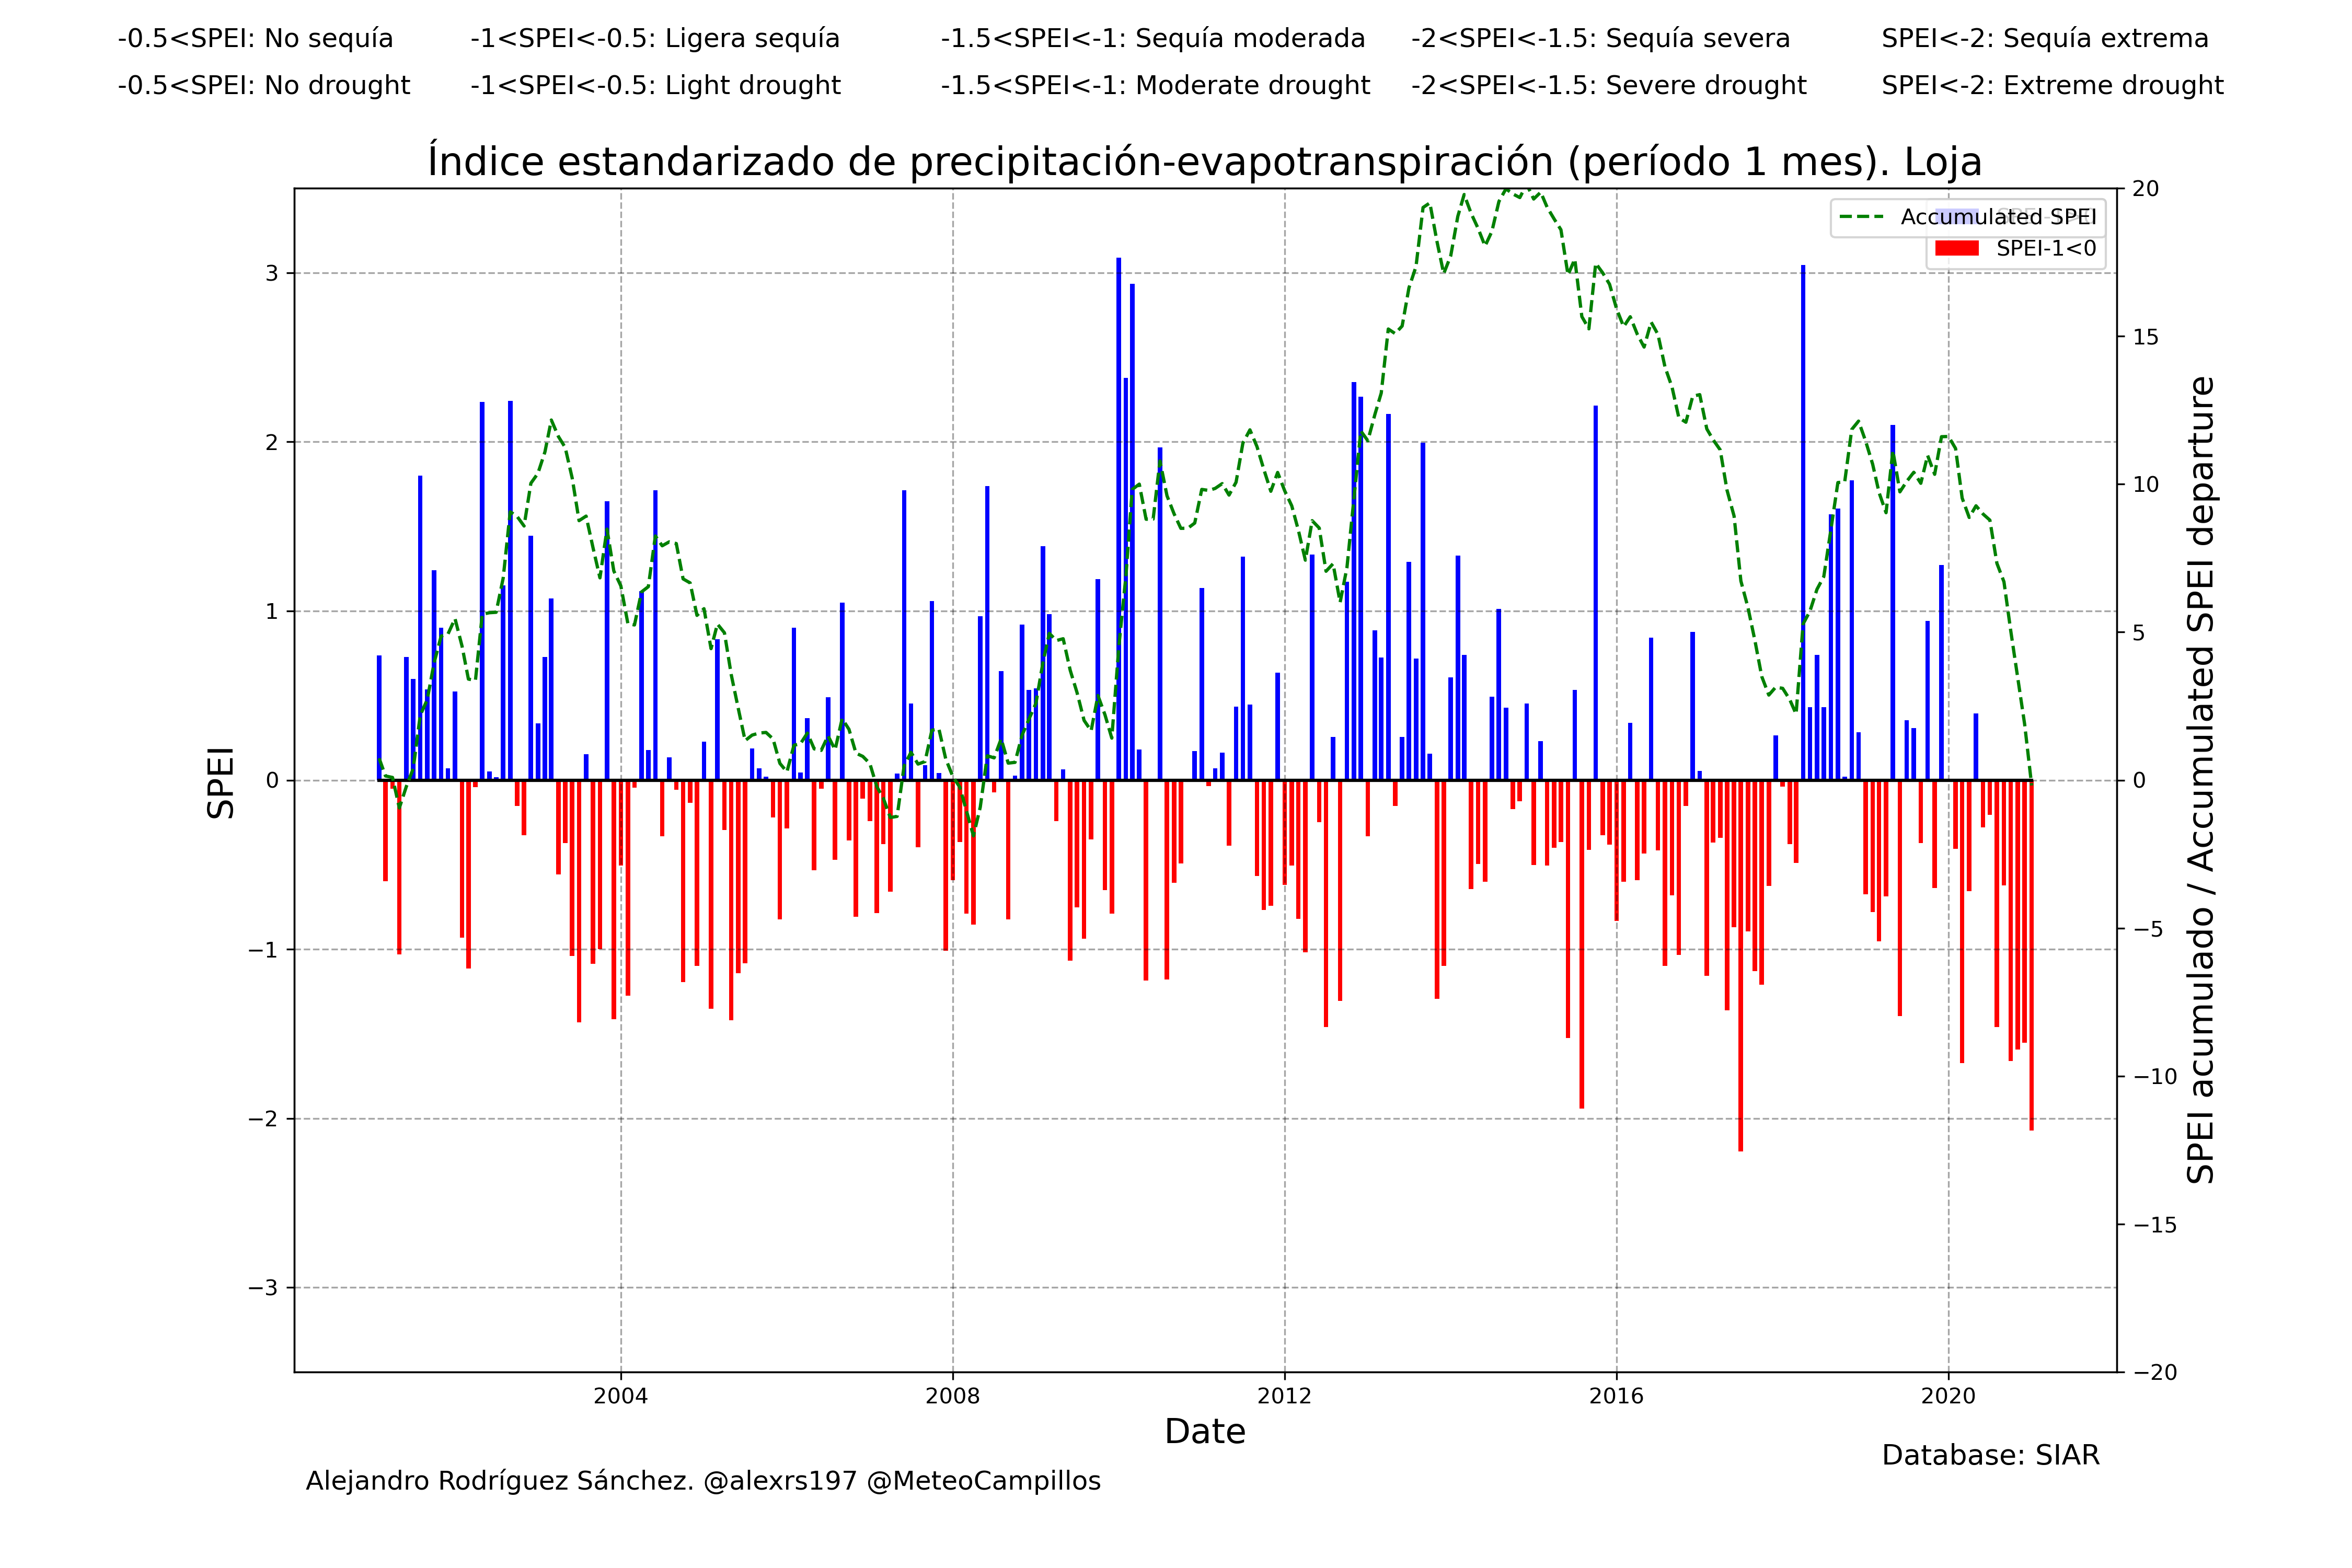 -0.5<SPEI: No sequía -1<SPEI<-0.5: Ligera sequía -1.5<SPEI<-1: Sequía moderada -2<SPEI<-1.5: Sequía severa SPEI<-2: Sequía extrema
-0.5<SPEI: No drought -1<SPEI<-0.5: Light drought -1.5<SPEI<-1: Moderate drought -2<SPEI<-1.5: Severe drought SPEI<-2: Extreme drought
Índice estandarizado de precipitación-evapotranspiración (período 1 mes). Loja
Accumulated SPEI
SPEI-1<0
SPEI
3
2
1
0
−1
−2
−3
20
15
10
5
0
−5
−10
−15
−20
SPEI acumulado / Accumulated SPEI departure
2004 2008 2012 2016 2020
Date
Database: SIAR
Alejandro Rodríguez Sánchez. @alexrs197 @MeteoCampillos